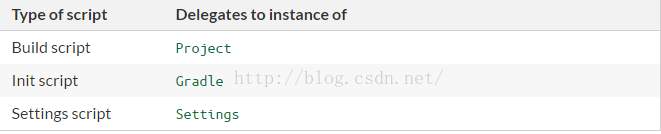 Type of script Delegates to instance of
Build script Project
Init script Gradle http://blog.csdn.net/
Settings script Settings